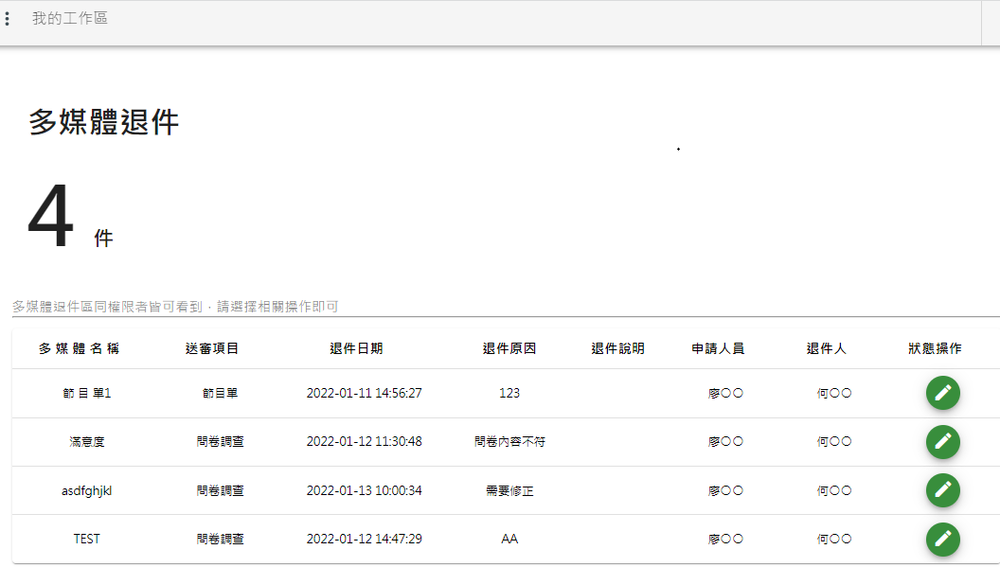 我的工作區
多媒體退件
4 件
多媒體退件區同權限者皆可看到，請選擇相關操作即可
多 媒 體 名 稱 送審項目 退件日期 退件原因 退件說明 申請人員 退件人 狀態操作
節 目 單1 節目單 2022-01-11 14:56:27 123 廖〇〇 何〇〇
滿意度 問卷調查 2022-01-12 11:30:48 問卷內容不符 廖〇〇 何〇〇
asdfghjkl 問卷調查 2022-01-13 10:00:34 需要修正 廖〇〇 何〇〇
TEST 問卷調查 2022-01-12 14:47:29 AA 廖〇〇 何〇〇